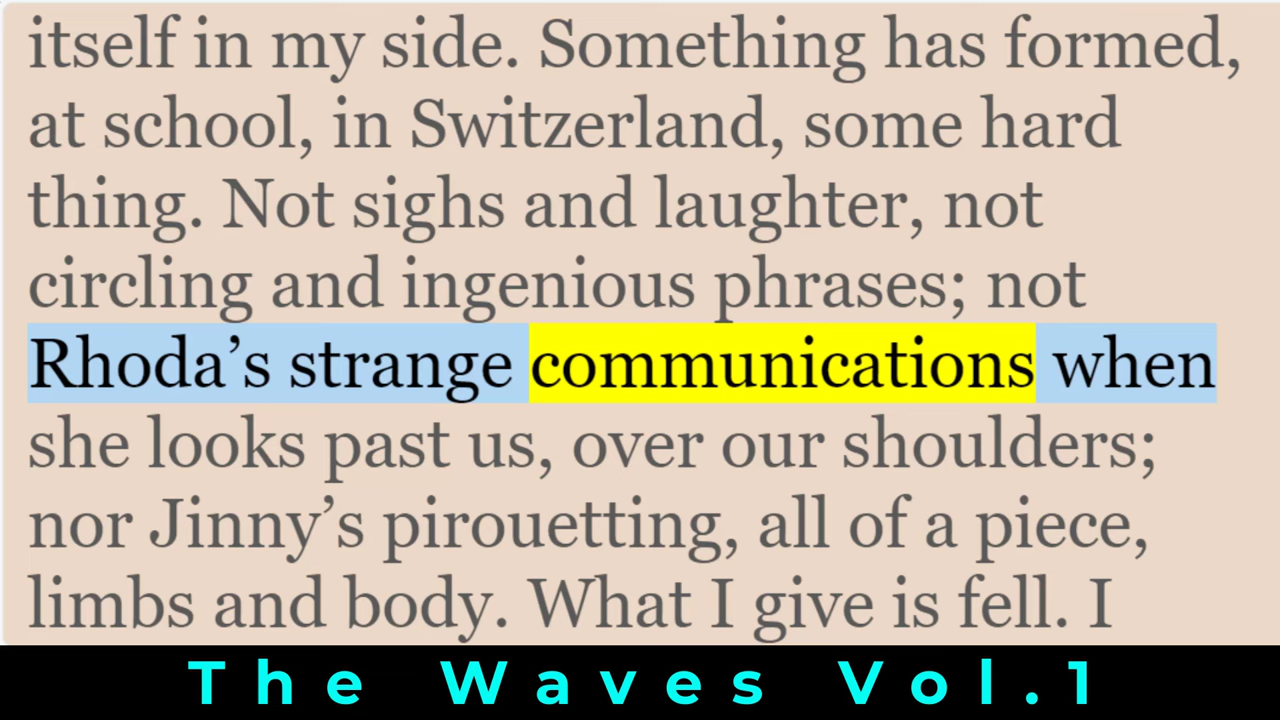 itself in my side. Something has formed,
at school, in Switzerland, some hard
thing. Not sighs and laughter, not
circling and ingenious phrases; not
Rhoda’s strange communications when
she looks past us, over our shoulders;
nor Jinny’s pirouetting, all of a piece,
limbs and body. What I give is fell. I
The Waves Vol.1